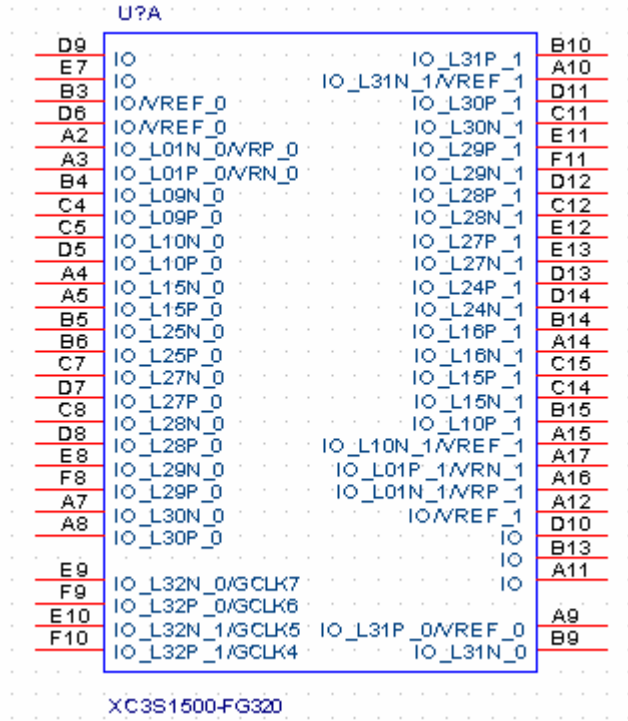 U?A
D9 IO IO_L31P_1 B10
E7 IO IO_L31N_1/VREF_1 A10
B3 IO/VREF_0 IO_L30P_1 D11
D6 IO/VREF_0 IO_L30N_1 C11
A2 IO_L01N_0/VRP_0 IO_L29P_1 E11
A3 IO_L01P_0/VRN_0 IO_L29N_1 F11
B4 IO_L09N_0 IO_L28P_1 D12
C4 IO_L09P_0 IO_L28N_1 C12
C5 IO_L10N_0 IO_L27P_1 E12
D5 IO_L10P_0 IO_L27N_1 E13
A4 IO_L15N_0 IO_L24P_1 D13
A5 IO_L15P_0 IO_L24N_1 D14
B5 IO_L25N_0 IO_L16P_1 B14
B6 IO_L25P_0 IO_L16N_1 A14
C7 IO_L27N_0 IO_L15P_1 C15
D7 IO_L27P_0 IO_L15N_1 C14
C8 IO_L28N_0 IO_L10P_1 B15
D8 IO_L28P_0 IO_L10N_1/VREF_1 A15
E8 IO_L29N_0 IO_L01P_1/VRN_1 A17
F8 IO_L29P_0 IO_L01N_1/VRP_1 A16
A7 IO_L30N_0 IO/VREF_1 A12
A8 IO_L30P_0 IO D10
IO B13
E9 IO_L32N_0/GCLK7 IO A11
F9 IO_L32P_0/GCLK6
E10 IO_L32N_1/GCLK5 IO_L31P_0/VREF_0 A9
F10 IO_L32P_1/GCLK4 IO_L31N_0 B9
XC3S1500-FG320